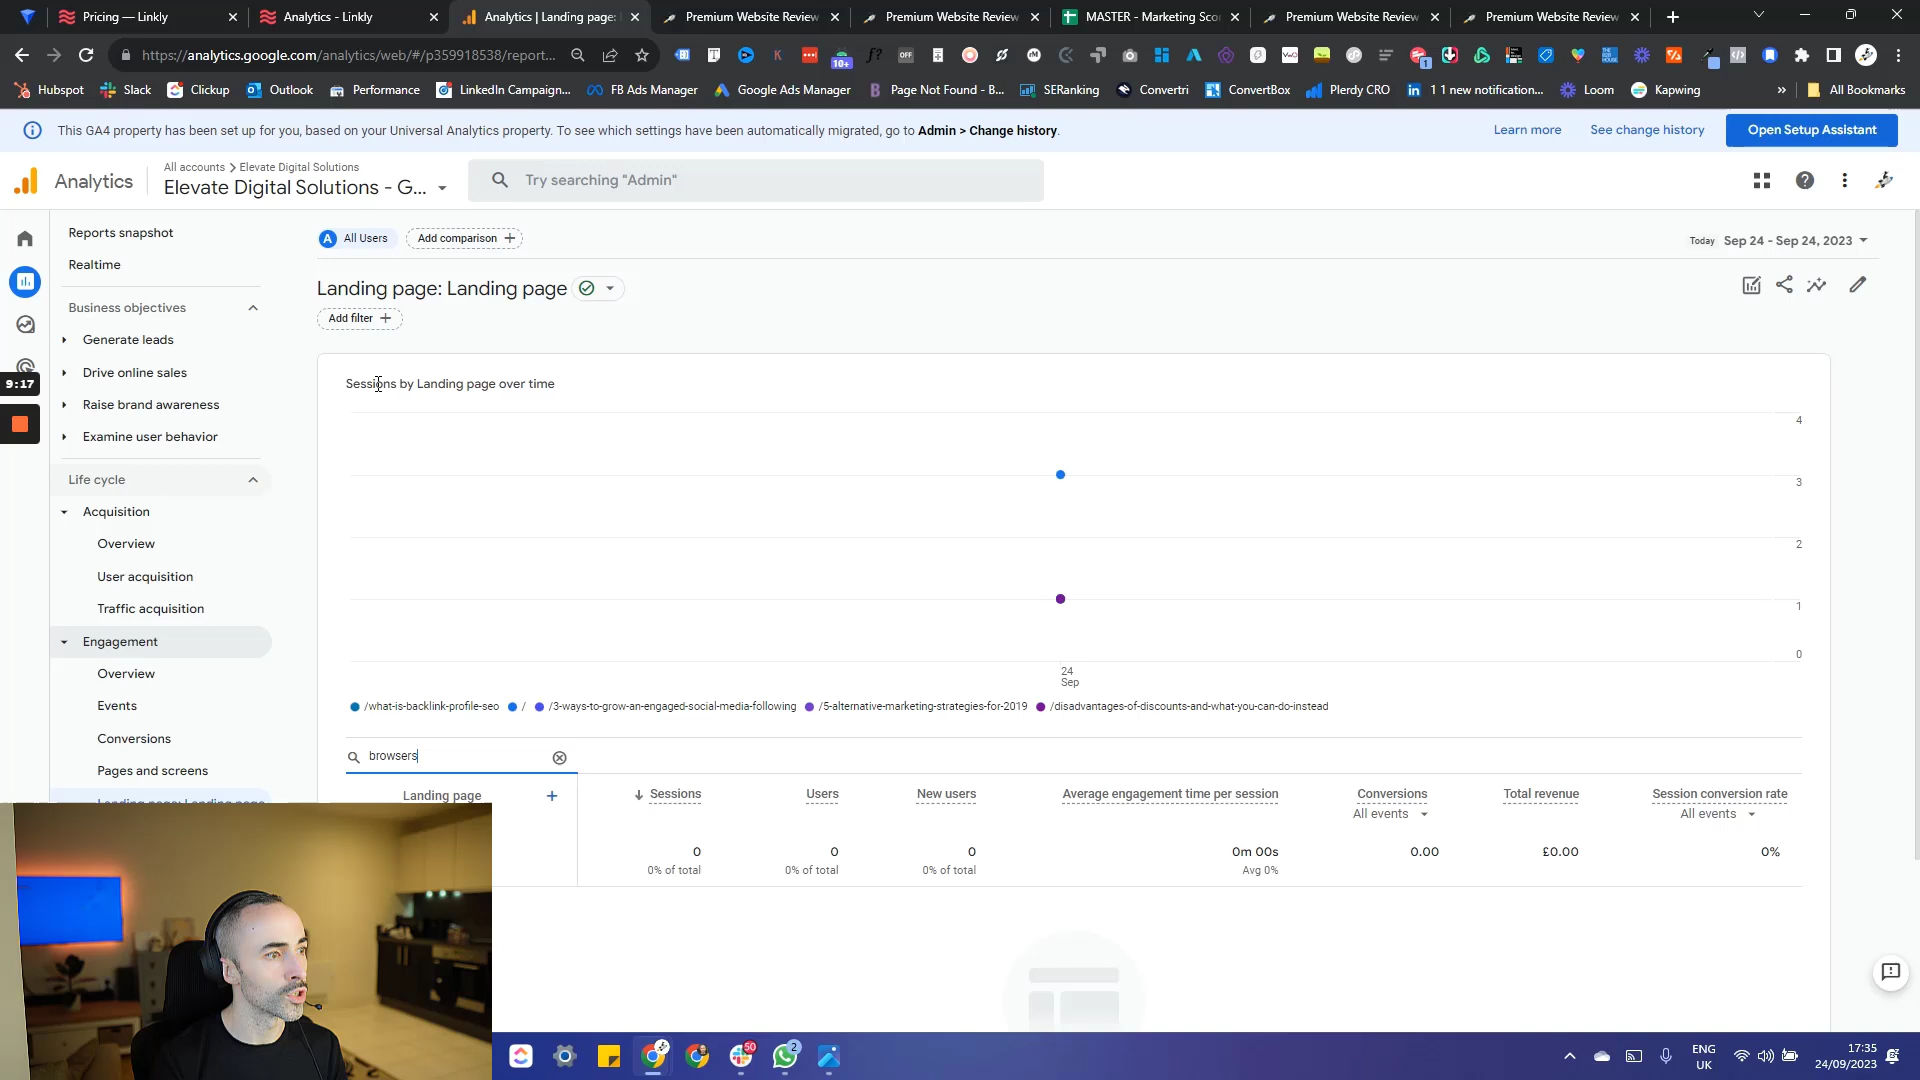 Pricing — Linkly
Analytics - Linkly
Analytics | Landing page:
Premium Website Review
Premium Website Review
MASTER - Marketing Sco
Premium Website Review
Premium Website Review
https://analytics.google.com/analytics/web/#/p359918538/report...
Hubspot
Slack
Clickup
Outlook
Performance
LinkedIn Campaign...
FB Ads Manager
Google Ads Manager
Page Not Found - B...
SERanking
Convertri
ConvertBox
Plerdy CRO
1 1 new notification...
Loom
Kapwing
»
All Bookmarks
This GA4 property has been set up for you, based on your Universal Analytics property. To see which settings have been automatically migrated, go to Admin > Change history.
Learn more
See change history
Open Setup Assistant
Analytics
All accounts > Elevate Digital Solutions
Elevate Digital Solutions - G...
Try searching "Admin"
Reports snapshot
Realtime
Business objectives
Generate leads
Drive online sales
Raise brand awareness
Examine user behavior
Life cycle
Acquisition
Overview
User acquisition
Traffic acquisition
Engagement
Overview
Events
Conversions
Pages and screens
Landing page: Landing page
9:17
A All Users
Add comparison +
Today Sep 24 - Sep 24, 2023
Landing page: Landing page
Add filter +
Sessions by Landing page over time
4
3
2
1
0
24
Sep
/what-is-backlink-profile-seo
/
/3-ways-to-grow-an-engaged-social-media-following
/5-alternative-marketing-strategies-for-2019
/disadvantages-of-discounts-and-what-you-can-do-instead
browsers
Landing page
+
Sessions
Users
New users
Average engagement time per session
Conversions
All events
Total revenue
Session conversion rate
All events
0
0% of total
0
0% of total
0
0% of total
0m 00s
Avg 0%
0.00
£0.00
0%
50
2
ENG
UK
17:35
24/09/2023